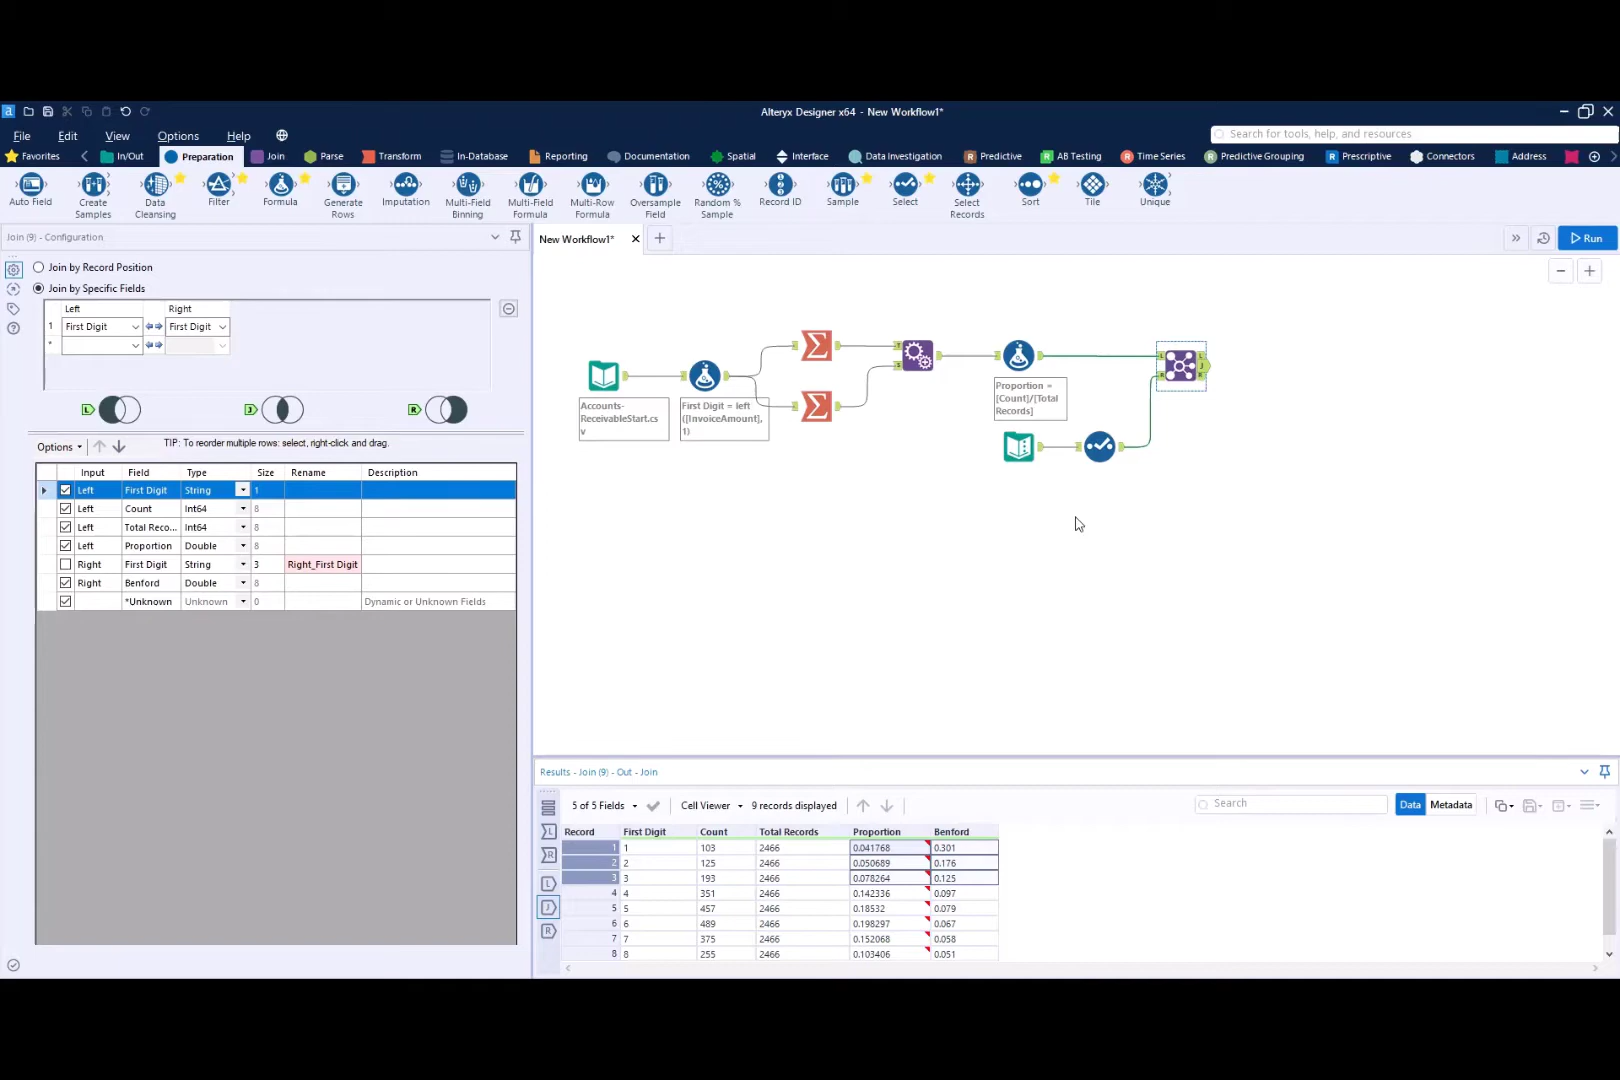 Alteryx Designer x64 - New Workflow1*
File Edit View Options Help
Search for tools, help, and resources
Favorites In/Out Preparation Join Parse Transform In-Database Reporting Documentation Spatial Interface Data Investigation Predictive AB Testing Time Series Predictive Grouping Prescriptive Connectors Address
Auto Field Create Samples Data Cleansing Filter Formula Generate Rows Imputation Multi-Field Binning Multi-Field Formula Multi-Row Formula Oversample Field Random % Sample Record ID Sample Select Select Records Sort Tile Unique
Join (9) - Configuration
New Workflow1*
Run
Join by Record Position
Join by Specific Fields
Left Right
1 First Digit First Digit
*
L J R
Options TIP: To reorder multiple rows: select, right-click and drag.
Input Field Type Size Rename Description
Left First Digit String 1
Left Count Int64 8
Left Total Reco... Int64 8
Left Proportion Double 8
Right First Digit String 3 Right_First Digit
Right Benford Double 8
*Unknown Unknown 0 Dynamic or Unknown Fields
Accounts-
ReceivableStart.cs
v
First Digit = left
([InvoiceAmount],
1)
Proportion =
[Count]/[Total
Records]
Results - Join (9) - Out - Join
5 of 5 Fields Cell Viewer 9 records displayed Search Data Metadata
Record First Digit Count Total Records Proportion Benford
1 1 103 2466 0.041768 0.301
2 2 125 2466 0.050689 0.176
3 3 193 2466 0.078264 0.125
4 4 351 2466 0.142336 0.097
5 5 457 2466 0.18532 0.079
6 6 489 2466 0.198297 0.067
7 7 375 2466 0.152068 0.058
8 8 255 2466 0.103406 0.051